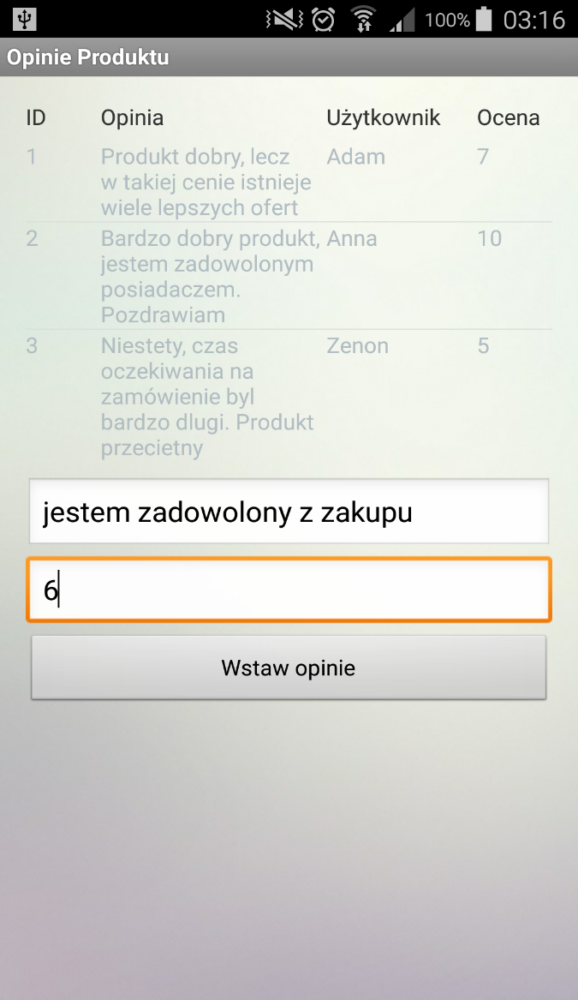 100% 03:16
Opinie Produktu
ID Opinia Użytkownik Ocena
1 Produkt dobry, lecz Adam 7
w takiej cenie istnieje
wiele lepszych ofert
2 Bardzo dobry produkt, Anna 10
jestem zadowolonym
posiadaczem.
Pozdrawiam
3 Niestety, czas Zenon 5
oczekiwania na
zamówienie byl
bardzo dlugi. Produkt
przecietny
jestem zadowolony z zakupu
6
Wstaw opinie